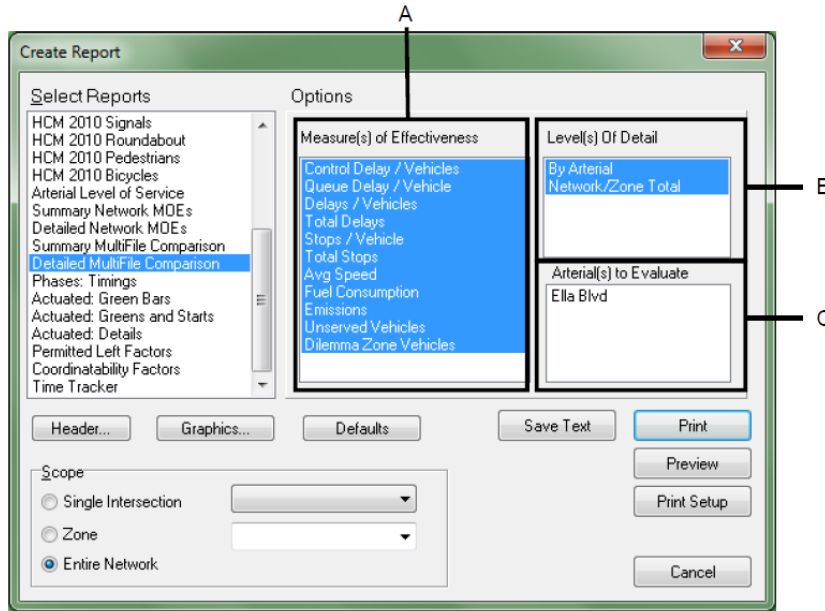 A
Create Report
x
Select Reports
HCM 2010 Signals
HCM 2010 Roundabout
HCM 2010 Pedestrians
HCM 2010 Bicycles
Arterial Level of Service
Summary Network MOEs
Detailed Network MOEs
Summary MultiFile Comparison
Detailed MultiFile Comparison
Phases: Timings
Actuated: Green Bars
Actuated: Greens and Starts
Actuated: Details
Permitted Left Factors
Coordinatability Factors
Time Tracker
Options
Measure(s) of Effectiveness
Control Delay / Vehicles
Queue Delay / Vehicle
Delays / Vehicles
Total Delays
Stops / Vehicle
Total Stops
Avg Speed
Fuel Consumption
Emissions
Unserved Vehicles
Dilemma Zone Vehicles
Level(s) Of Detail
By Arterial
Network/Zone Total
Arterial(s) to Evaluate
Ella Blvd
Header...
Graphics...
Defaults
Save Text
Print
Preview
Print Setup
Cancel
Scope
Single Intersection
Zone
Entire Network